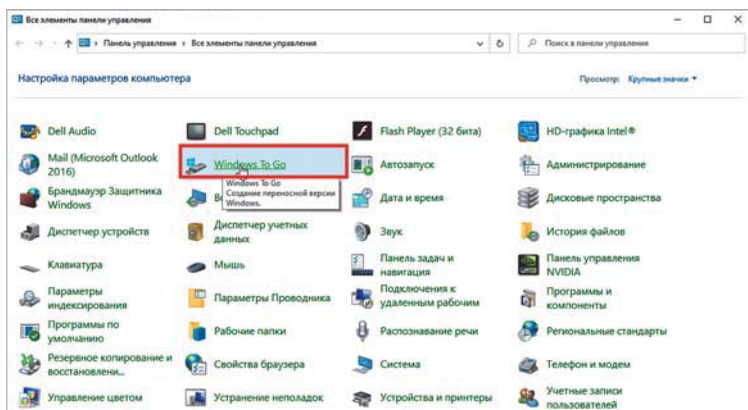 Все элементы панели управления
Панель управления › Все элементы панели управления
Поиск в панели управления
Настройка параметров компьютера
Просмотр: Крупные значки
Dell Audio
Dell Touchpad
Flash Player (32 бита)
HD-графика Intel®
Mail (Microsoft Outlook
2016)
Windows To Go
Автозапуск
Администрирование
Windows To Go
Создание переносной версии
Windows.
Брандмауэр Защитника
Windows
Дата и время
Дисковые пространства
Диспетчер устройств
Диспетчер учетных
данных
Звук
История файлов
Клавиатура
Мышь
Панель задач и
навигация
Панель управления
NVIDIA
Параметры
индексирования
Параметры Проводника
Подключения к
удаленным рабочим
Программы и
компоненты
Программы по
умолчанию
Рабочие папки
Распознавание речи
Региональные стандарты
Резервное копирование и
восстановлени...
Свойства браузера
Система
Телефон и модем
Управление цветом
Устранение неполадок
Устройства и принтеры
Учетные записи
пользователей